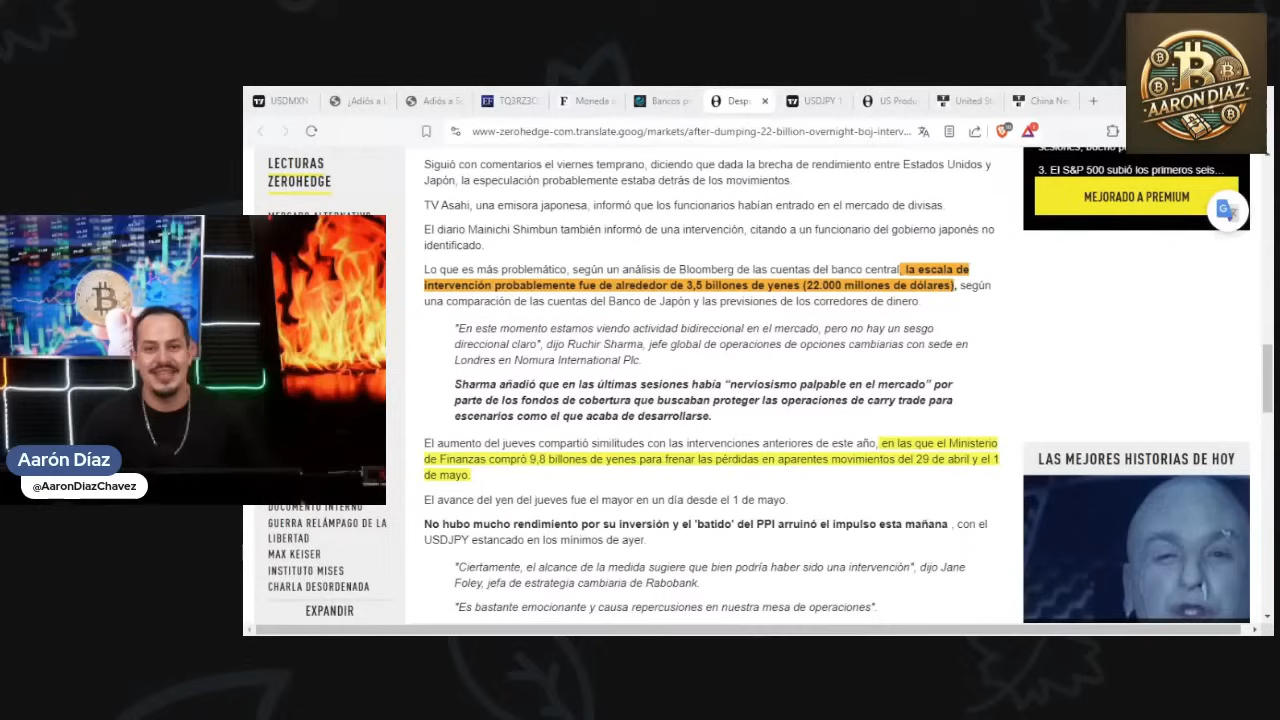 USDMXN
¿Adiós a l
Adiós a S
TQ3RZ3C
Moneda
Bancos p
Desp
USDJPY 1
US Produ
United St
China Ne
www-zerohedge-com.translate.goog/markets/after-dumping-22-billion-overnight-boj-interv...
AARON DIAZ
LECTURAS
ZEROHEDGE
Siguió con comentarios el viernes temprano, diciendo que dada la brecha de rendimiento entre Estados Unidos y
Japón, la especulación probablemente estaba detrás de los movimientos.
TV Asahi, una emisora japonesa, informó que los funcionarios habían entrado en el mercado de divisas.
El diario Mainichi Shimbun también informó de una intervención, citando a un funcionario del gobierno japonés no
identificado.
Lo que es más problemático, según un análisis de Bloomberg de las cuentas del banco central, la escala de
intervención probablemente fue de alrededor de 3,5 billones de yenes (22.000 millones de dólares), según
una comparación de las cuentas del Banco de Japón y las previsiones de los corredores de dinero.
"En este momento estamos viendo actividad bidireccional en el mercado, pero no hay un sesgo
direccional claro", dijo Ruchir Sharma, jefe global de operaciones de opciones cambiarias con sede en
Londres en Nomura International Plc.
Sharma añadió que en las últimas sesiones había “nerviosismo palpable en el mercado” por
parte de los fondos de cobertura que buscaban proteger las operaciones de carry trade para
escenarios como el que acaba de desarrollarse.
El aumento del jueves compartió similitudes con las intervenciones anteriores de este año, en las que el Ministerio
de Finanzas compró 9,8 billones de yenes para frenar las pérdidas en aparentes movimientos del 29 de abril y el 1
de mayo.
El avance del yen del jueves fue el mayor en un día desde el 1 de mayo.
No hubo mucho rendimiento por su inversión y el 'batido' del PPI arruinó el impulso esta mañana , con el
USDJPY estancado en los mínimos de ayer.
"Ciertamente, el alcance de la medida sugiere que bien podría haber sido una intervención", dijo Jane
Foley, jefa de estrategia cambiaria de Rabobank.
"Es bastante emocionante y causa repercusiones en nuestra mesa de operaciones".
3. El S&P 500 subió los primeros seis...
MEJORADO A PREMIUM
LAS MEJORES HISTORIAS DE HOY
Aarón Díaz
@AaronDiazChavez
DOCUMENTO INTERNO
GUERRA RELÁMPAGO DE LA
LIBERTAD
MAX KEISER
INSTITUTO MISES
CHARLA DESORDENADA
EXPANDIR